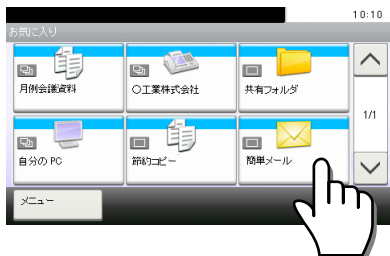 10:10
お気に入り
月例会議資料
○工業株式会社
共有フォルダ
1/1
自分の PC
節約コピー
簡単メール
メニュー